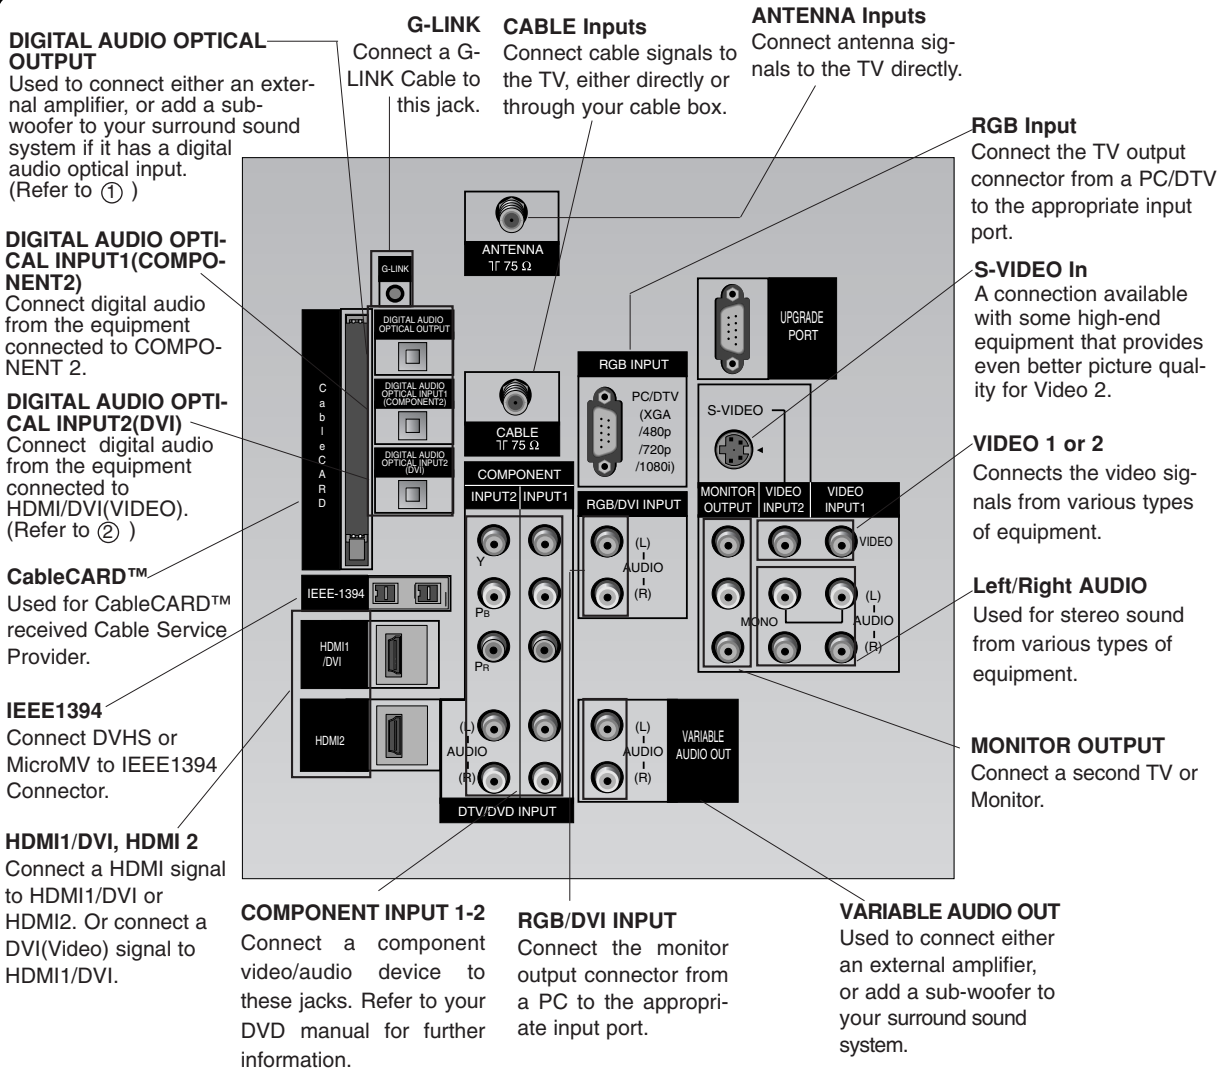 DIGITAL AUDIO OPTICAL
OUTPUT
Used to connect either an exter-
nal amplifier, or add a sub-
woofer to your surround sound
system if it has a digital
audio optical input.
(Refer to ① )
G-LINK
Connect a G-
LINK Cable to
this jack.
CABLE Inputs
Connect cable signals to
the TV, either directly or
through your cable box.
ANTENNA Inputs
Connect antenna sig-
nals to the TV directly.
RGB Input
Connect the TV output
connector from a PC/DTV
to the appropriate input
port.
DIGITAL AUDIO OPTI-
CAL INPUT1(COMPO-
NENT2)
Connect digital audio
from the equipment
connected to COMPO-
NENT 2.
S-VIDEO In
A connection available
with some high-end
equipment that provides
even better picture qual-
ity for Video 2.
DIGITAL AUDIO OPTI-
CAL INPUT2(DVI)
Connect digital audio
from the equipment
connected to
HDMI/DVI(VIDEO).
(Refer to ② )
VIDEO 1 or 2
Connects the video sig-
nals from various types
of equipment.
CableCARD™
Used for CableCARD™
received Cable Service
Provider.
Left/Right AUDIO
Used for stereo sound
from various types of
equipment.
IEEE1394
Connect DVHS or
MicroMV to IEEE1394
Connector.
MONITOR OUTPUT
Connect a second TV or
Monitor.
HDMI1/DVI, HDMI 2
Connect a HDMI signal
to HDMI1/DVI or
HDMI2. Or connect a
DVI(Video) signal to
HDMI1/DVI.
COMPONENT INPUT 1-2
Connect a component
video/audio device to
these jacks. Refer to your
DVD manual for further
information.
RGB/DVI INPUT
Connect the monitor
output connector from
a PC to the appropri-
ate input port.
VARIABLE AUDIO OUT
Used to connect either
an external amplifier,
or add a sub-woofer to
your surround sound
system.
ANTENNA
75 Ω
G-LINK
DIGITAL AUDIO
OPTICAL OUTPUT
DIGITAL AUDIO
OPTICAL INPUT1
(COMPONENT2)
DIGITAL AUDIO
OPTICAL INPUT2
(DVI)
CableCARD
CABLE
75 Ω
RGB INPUT
PC/DTV
(XGA
/480p
/720p
/1080i)
UPGRADE
PORT
S-VIDEO
COMPONENT
INPUT2 INPUT1
Y
PB
PR
(L)
AUDIO
(R)
DTV/DVD INPUT
RGB/DVI INPUT
(L)
AUDIO
(R)
MONITOR
OUTPUT
VIDEO
INPUT2
VIDEO
INPUT1
VIDEO
MONO
(L)
AUDIO
(R)
IEEE-1394
HDMI1
/DVI
HDMI2
(L)
AUDIO
(R)
VARIABLE
AUDIO OUT